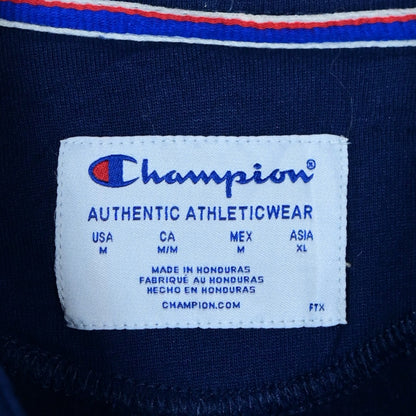 Champion®
AUTHENTIC ATHLETICWEAR
USA CA MEX ASIA
M M/M M XL
MADE IN HONDURAS
FABRIQUÉ AU HONDURAS
HECHO EN HONDURAS
CHAMPION.COM FTX